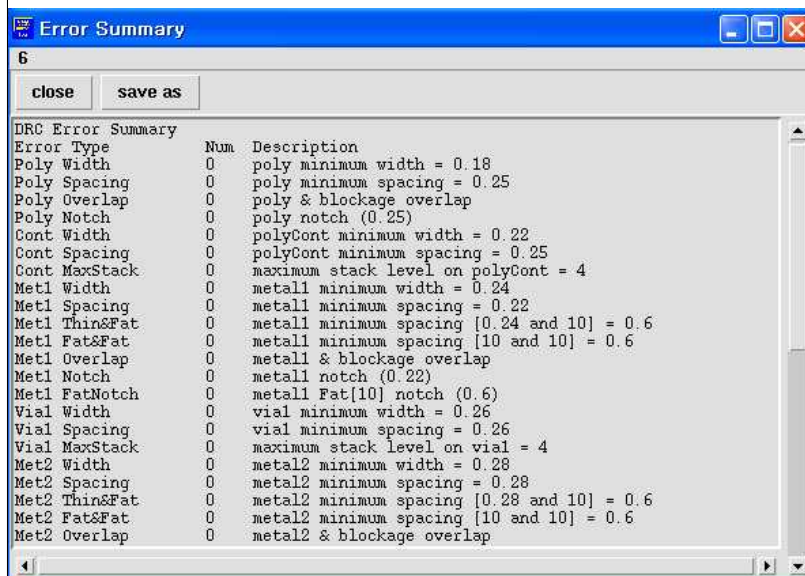 Error Summary
6
close save as
DRC Error Summary
Error Type Num Description
Poly Width 0 poly minimum width = 0.18
Poly Spacing 0 poly minimum spacing = 0.25
Poly Overlap 0 poly & blockage overlap
Poly Notch 0 poly notch (0.25)
Cont Width 0 polyCont minimum width = 0.22
Cont Spacing 0 polyCont minimum spacing = 0.25
Cont MaxStack 0 maximum stack level on polyCont = 4
Met1 Width 0 metal1 minimum width = 0.24
Met1 Spacing 0 metal1 minimum spacing = 0.22
Met1 Thin&Fat 0 metal1 minimum spacing [0.24 and 10] = 0.6
Met1 Fat&Fat 0 metal1 minimum spacing [10 and 10] = 0.6
Met1 Overlap 0 metal1 & blockage overlap
Met1 Notch 0 metal1 notch (0.22)
Met1 FatNotch 0 metal1 Fat[10] notch (0.6)
Via1 Width 0 via1 minimum width = 0.26
Via1 Spacing 0 via1 minimum spacing = 0.26
Via1 MaxStack 0 maximum stack level on via1 = 4
Met2 Width 0 metal2 minimum width = 0.28
Met2 Spacing 0 metal2 minimum spacing = 0.28
Met2 Thin&Fat 0 metal2 minimum spacing [0.28 and 10] = 0.6
Met2 Fat&Fat 0 metal2 minimum spacing [10 and 10] = 0.6
Met2 Overlap 0 metal2 & blockage overlap